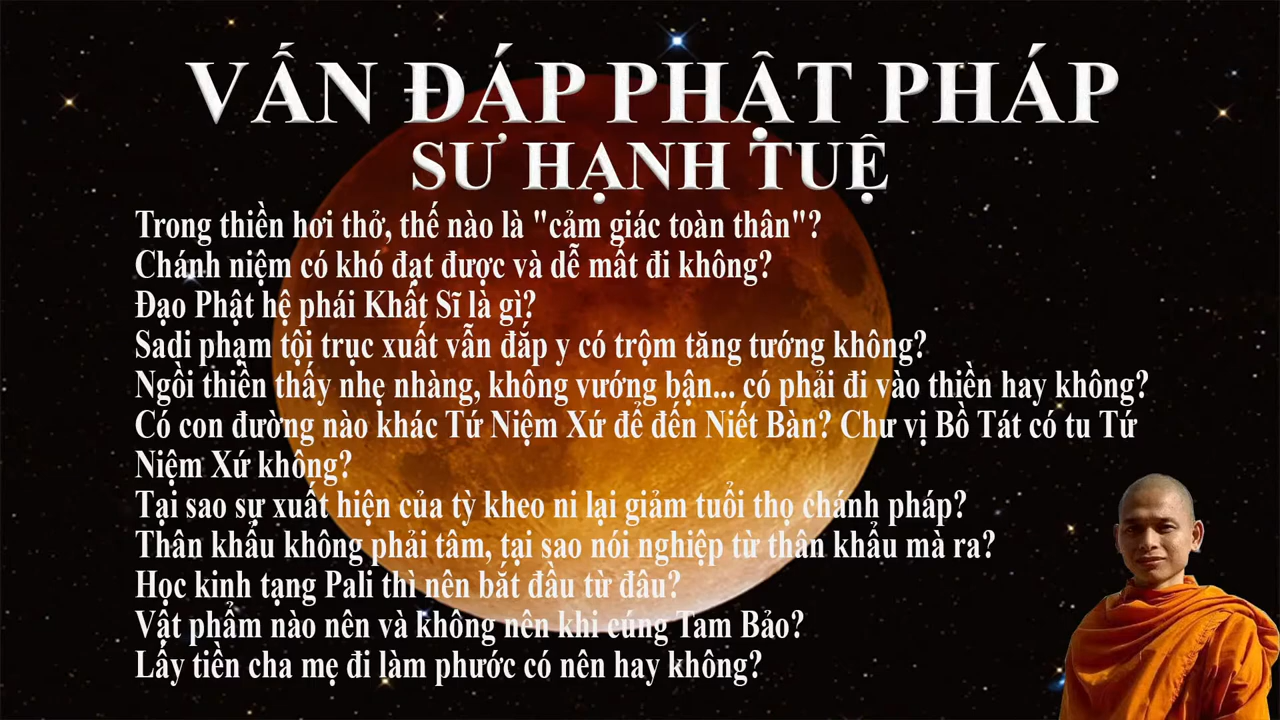 VẤN ĐÁP PHẬT PHÁP
SƯ HẠNH TUỆ
Trong thiền hơi thở, thế nào là "cảm giác toàn thân"?
Chánh niệm có khó đạt được và dễ mất đi không?
Đạo Phật hệ phái Khất Sĩ là gì?
Sadi phạm tội trục xuất vẫn đắp y có trộm tăng tướng không?
Ngồi thiền thấy nhẹ nhàng, không vướng bận... có phải đi vào thiền hay không?
Có con đường nào khác Tứ Niệm Xứ để đến Niết Bàn? Chư vị Bồ Tát có tu Tứ
Niệm Xứ không?
Tại sao sự xuất hiện của tỳ kheo ni lại giảm tuổi thọ chánh pháp?
Thân khẩu không phải tâm, tại sao nói nghiệp từ thân khẩu mà ra?
Học kinh tạng Pali thì nên bắt đầu từ đâu?
Vật phẩm nào nên và không nên khi cúng Tam Bảo?
Lấy tiền cha mẹ đi làm phước có nên hay không?